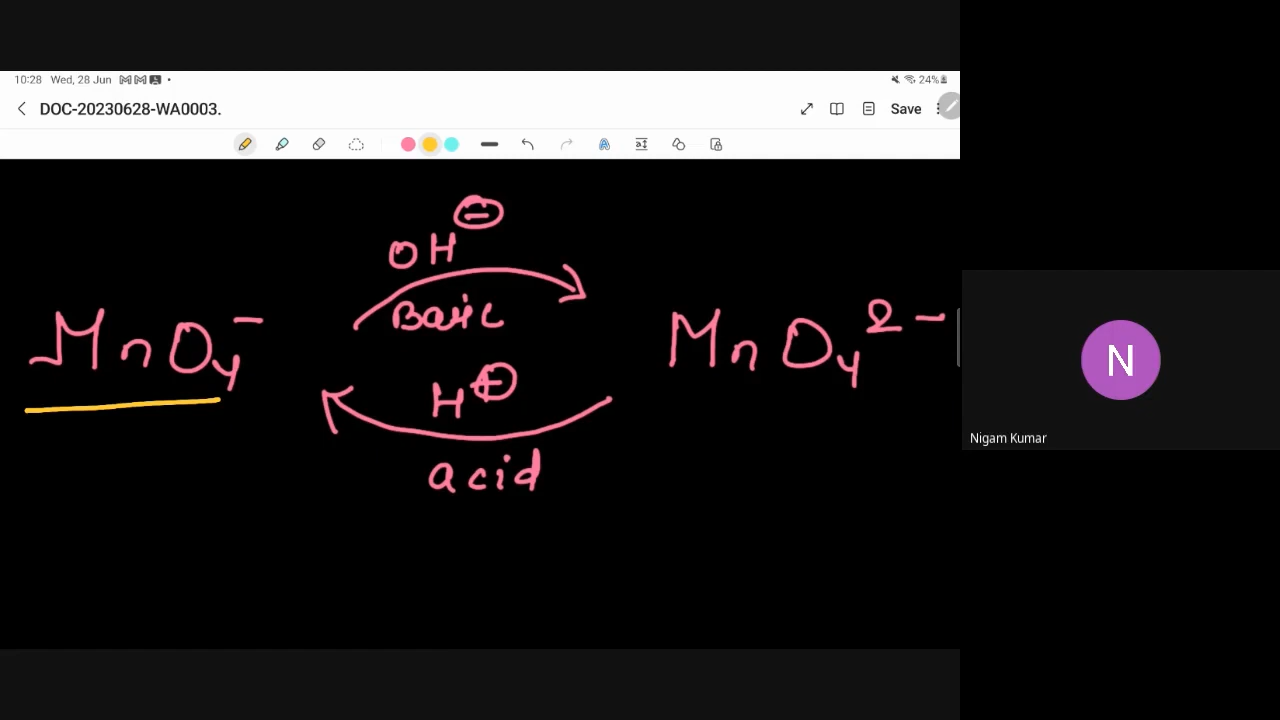 10:28 Wed, 28 Jun 24%
DOC-20230628-WA0003.
Save
OH⊖
Basic
MnO4⁻
MnO4²⁻
H⊕
acid
N
Nigam Kumar